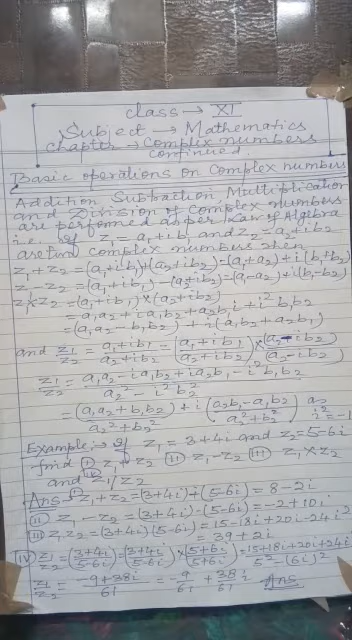 class → XI
Subject → Mathematics
chapter → Complex numbers
continued
Basic operations on Complex numbers
Addition Subtraction, Multiplication
and Division of complex numbers
are performed as per Law of Algebra
i.e. if z₁ = a₁+ib₁ and z₂ = a₂+ib₂
are two complex numbers then
z₁+z₂ = (a₁+ib₁)+(a₂+ib₂) = (a₁+a₂)+i(b₁+b₂)
z₁-z₂ = (a₁+ib₁)-(a₂+ib₂) = (a₁-a₂)+i(b₁-b₂)
z₁×z₂ = (a₁+ib₁)×(a₂+ib₂)
= a₁a₂+ia₁b₂+a₂b₁i+i²b₁b₂
= (a₁a₂-b₁b₂)+i(a₁b₂+a₂b₁)
and z₁/z₂ = (a₁+ib₁)/(a₂+ib₂) = (a₁+ib₁)/(a₂+ib₂) × (a₂-ib₂)/(a₂-ib₂)
z₁/z₂ = (a₁a₂-ia₁b₂+ia₂b₁-i²b₁b₂)/(a₂²-i²b₂²)
= (a₁a₂+b₁b₂)/(a₂²+b₂²) + i(a₂b₁-a₁b₂)/(a₂²+b₂²) as i²=-1
Example:- If z₁ = 3+4i and z₂=5-6i
find (i) z₁+z₂ (ii) z₁-z₂ (iii) z₁×z₂
and (iv) z₁/z₂
Ans (i) z₁+z₂ = (3+4i)+(5-6i) = 8-2i
(ii) z₁-z₂ = (3+4i)-(5-6i) = -2+10i
(iii) z₁z₂ = (3+4i)(5-6i) = 15-18i+20i-24i²
= 39+2i
(iv) z₁/z₂ = (3+4i)/(5-6i) = (3+4i)/(5-6i) × (5+6i)/(5+6i) = (15+18i+20i+24i²)/(5²-(6i)²)
z₁/z₂ = (-9+38i)/61 = -9/61 + 38/61 i Ans